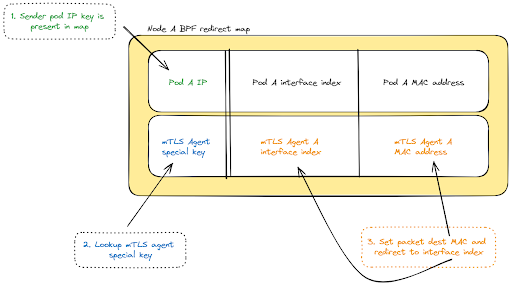 Node A BPF redirect map
1. Sender pod IP key is
present in map
Pod A IP
Pod A interface index
Pod A MAC address
mTLS Agent
special key
mTLS Agent A
interface index
mTLS Agent A
MAC address
2. Lookup mTLS agent
special key
3. Set packet dest MAC and
redirect to interface index